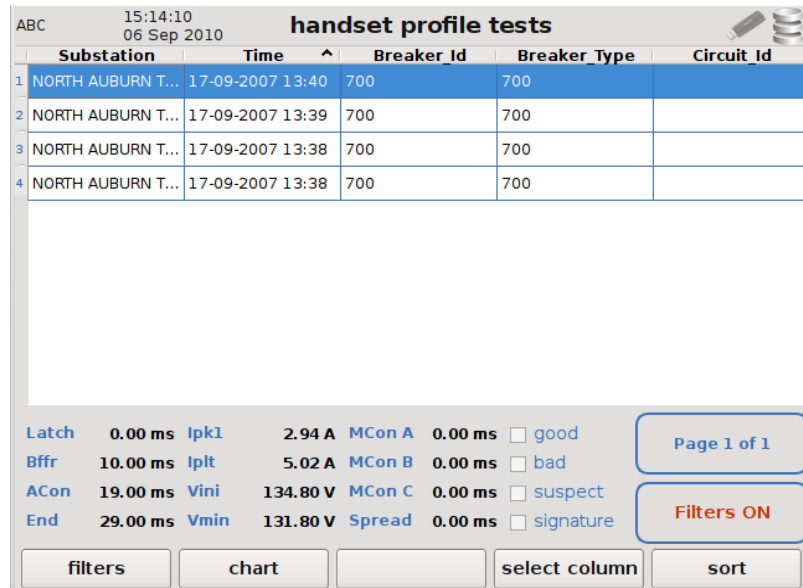 ABC 15:14:10 handset profile tests
06 Sep 2010
Substation Time Breaker_Id Breaker_Type Circuit_Id
1 NORTH AUBURN T... 17-09-2007 13:40 700 700
2 NORTH AUBURN T... 17-09-2007 13:39 700 700
3 NORTH AUBURN T... 17-09-2007 13:38 700 700
4 NORTH AUBURN T... 17-09-2007 13:38 700 700
Latch 0.00 ms Ipk1 2.94 A MCon A 0.00 ms good
Bffr 10.00 ms Iplt 5.02 A MCon B 0.00 ms bad
ACon 19.00 ms Vini 134.80 V MCon C 0.00 ms suspect
End 29.00 ms Vmin 131.80 V Spread 0.00 ms signature
Page 1 of 1
Filters ON
filters chart select column sort